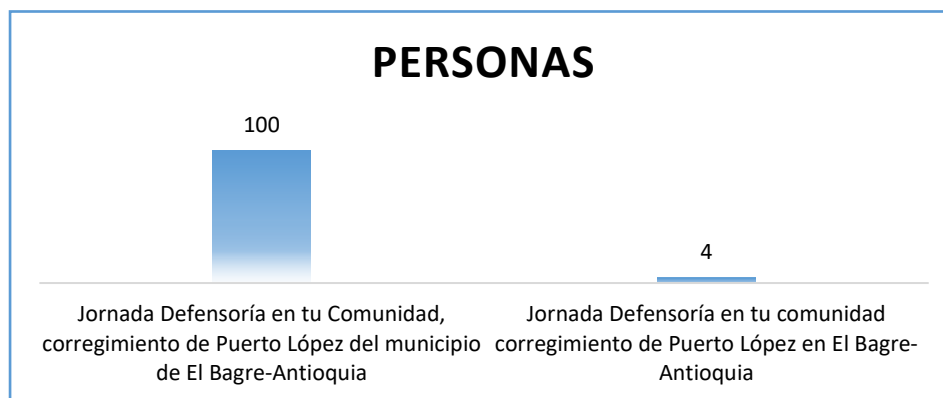 PERSONAS
100
4
Jornada Defensoría en tu Comunidad,
corregimiento de Puerto López del municipio
de El Bagre-Antioquia
Jornada Defensoría en tu comunidad
corregimiento de Puerto López en El Bagre-
Antioquia